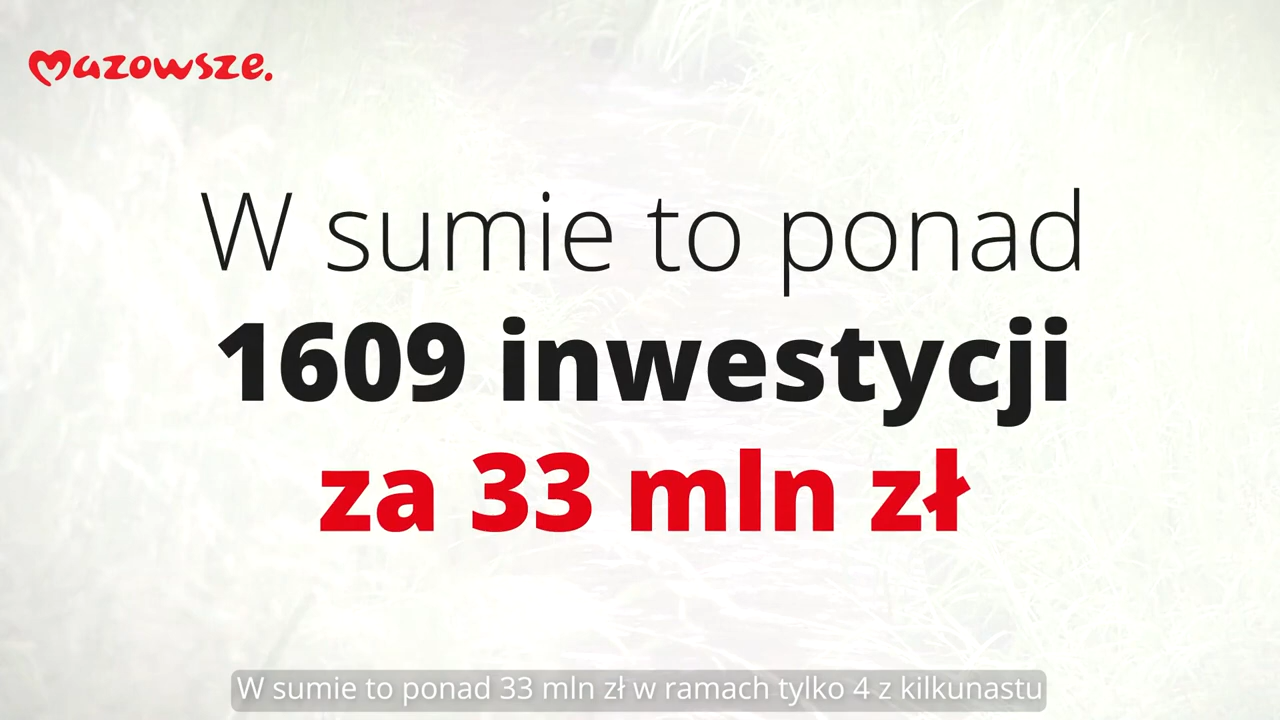 Mazowsze.
W sumie to ponad
1609 inwestycji
za 33 mln zł
W sumie to ponad 33 mln zł w ramach tylko 4 z kilkunastu